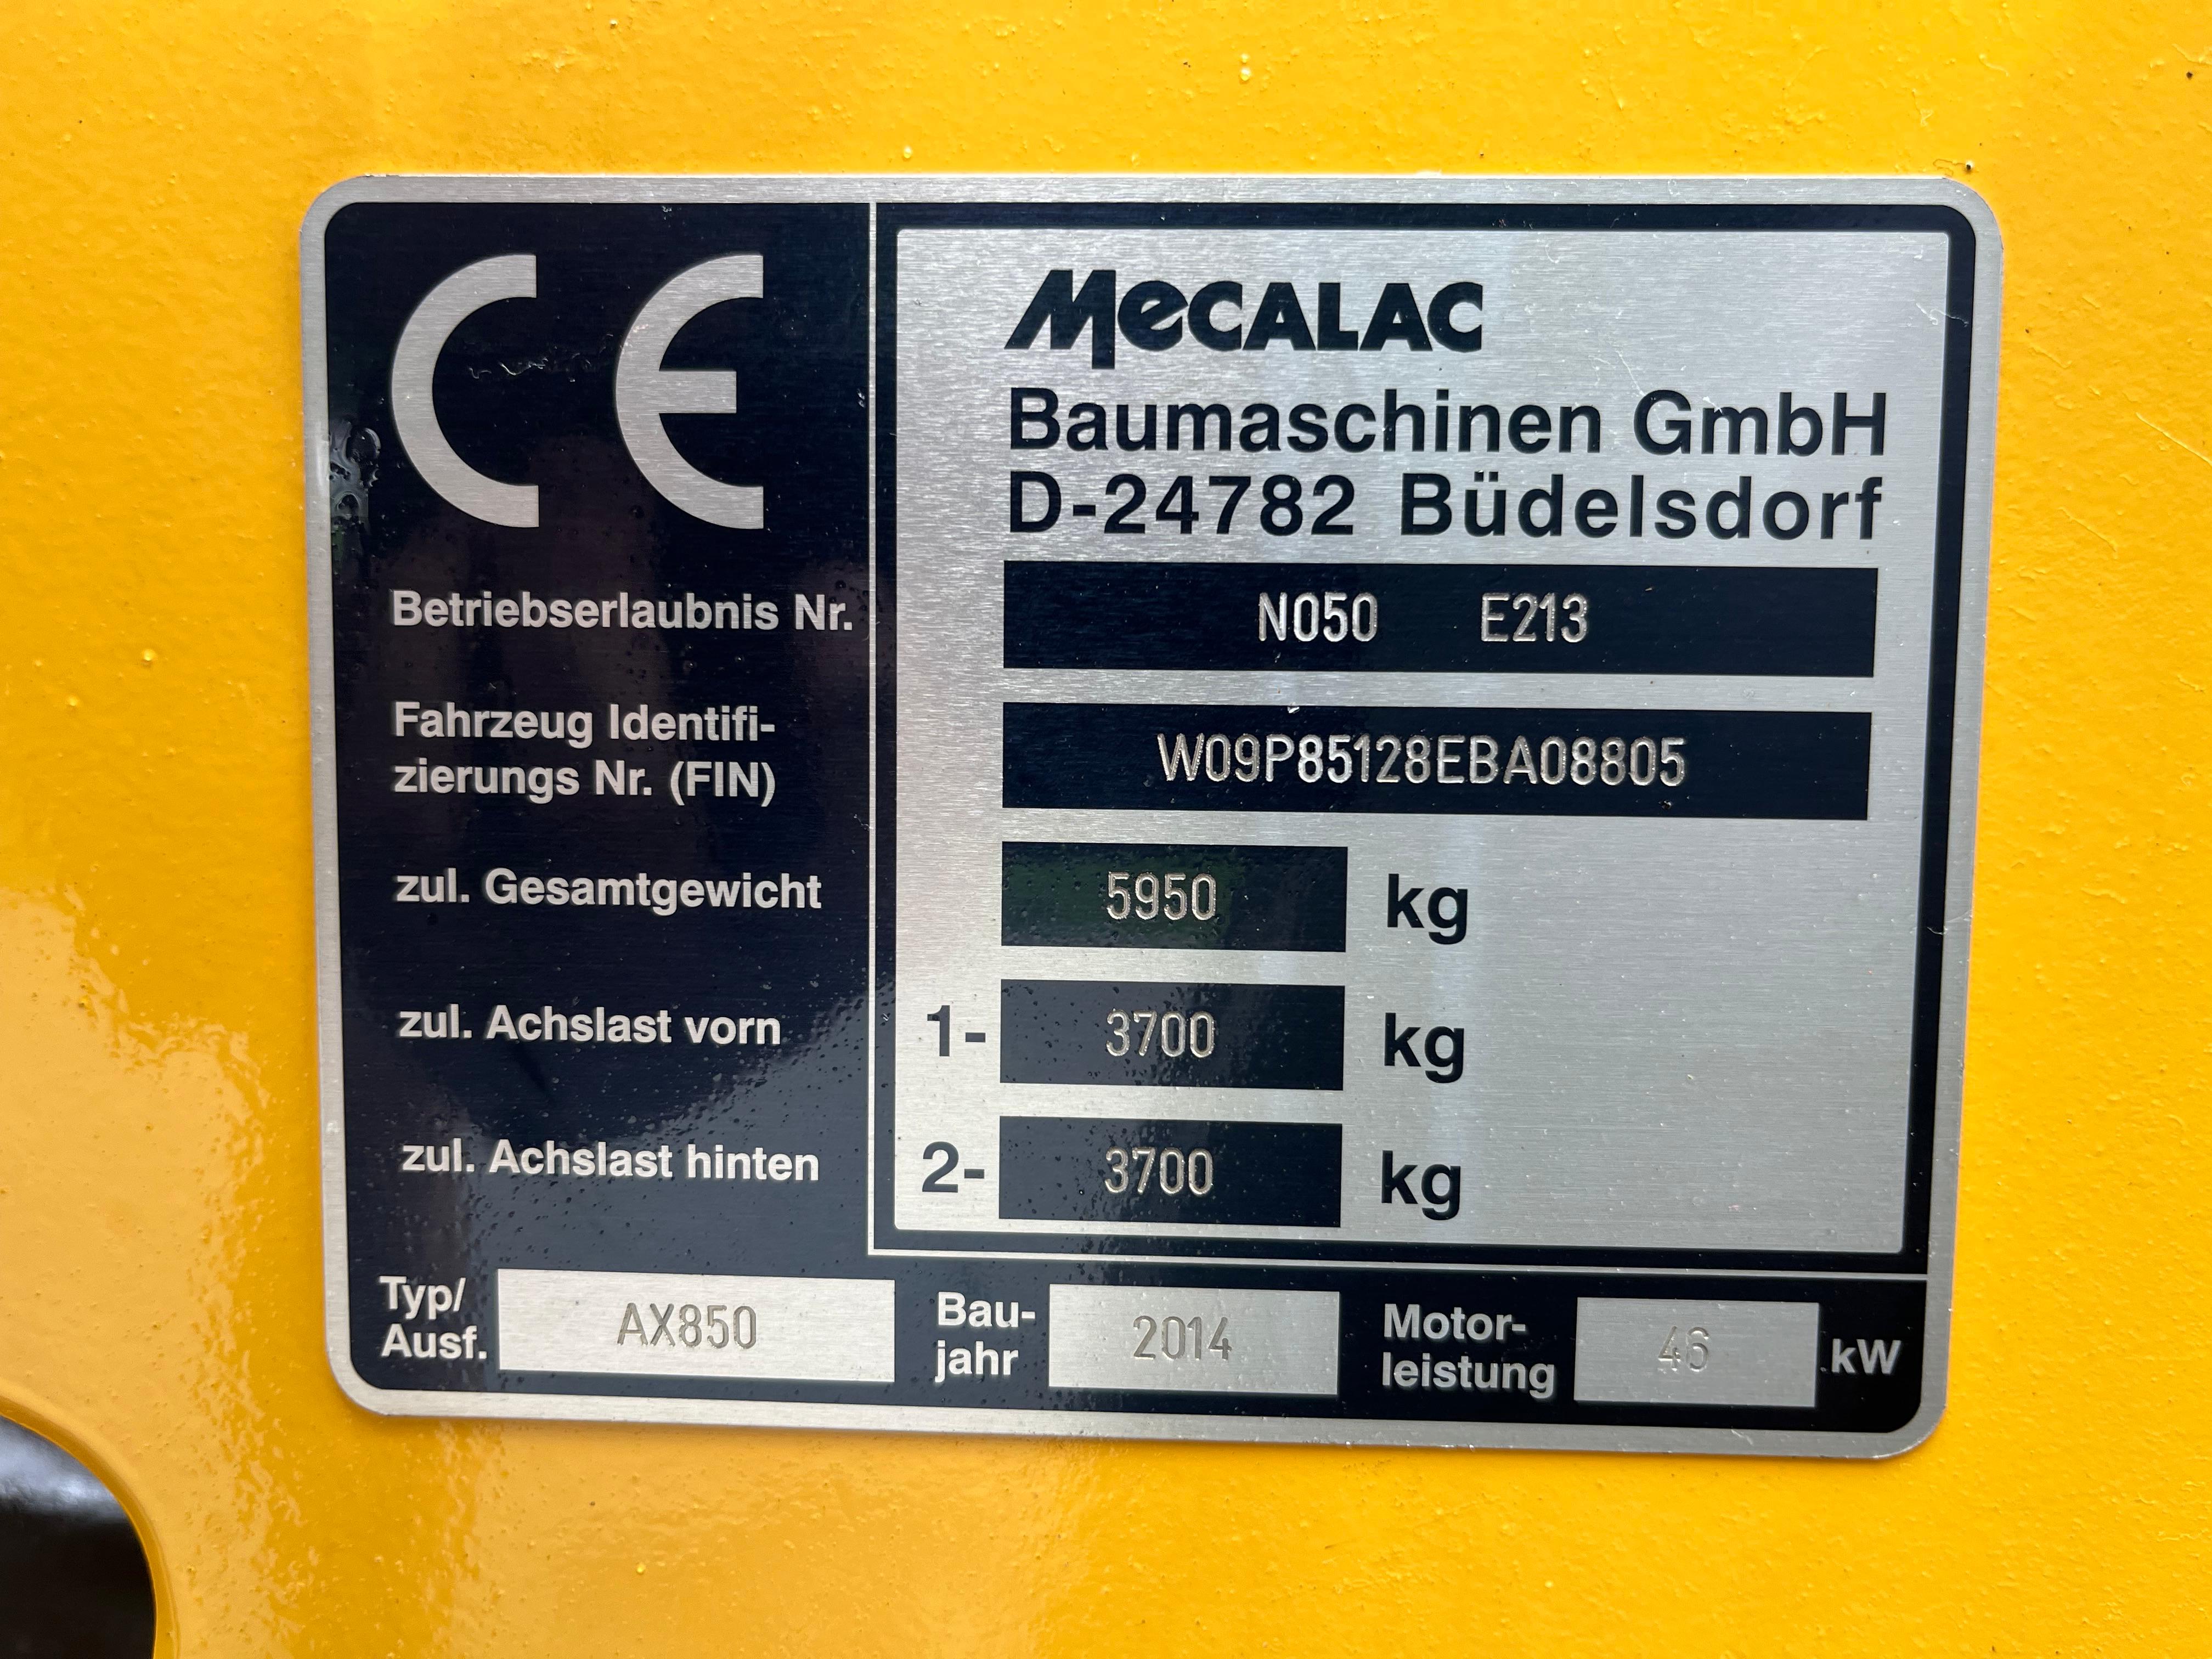 CE
MECALAC
Baumaschinen GmbH
D-24782 Büdelsdorf
Betriebserlaubnis Nr. N050 E213
Fahrzeug Identifi-
zierungs Nr. (FIN) W09P85128EBA08805
zul. Gesamtgewicht 5950 kg
zul. Achslast vorn 1- 3700 kg
zul. Achslast hinten 2- 3700 kg
Typ/
Ausf. AX850
Bau-
jahr 2014
Motor-
leistung 46 kW